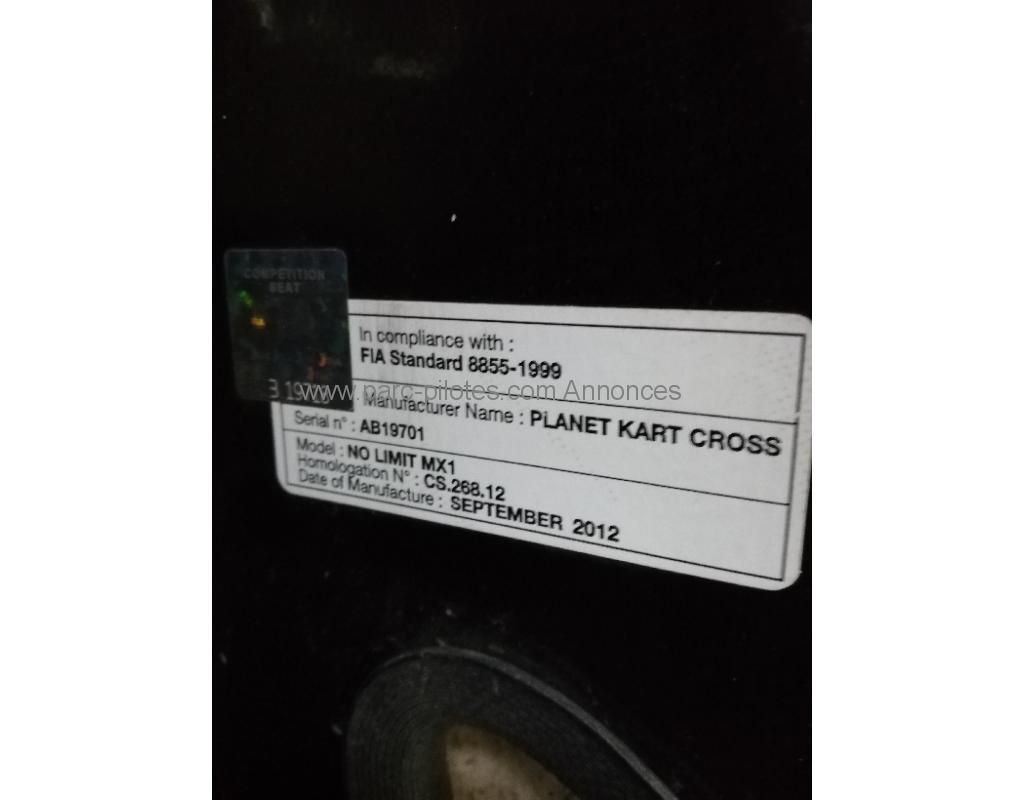 COMPETITION
SEAT
In compliance with :
FIA Standard 8855-1999
www.parc-pilotes.com Annonces
Manufacturer Name : PLANET KART CROSS
Serial n° : AB19701
Model : NO LIMIT MX1
Homologation N° : CS.268.12
Date of Manufacture : SEPTEMBER 2012